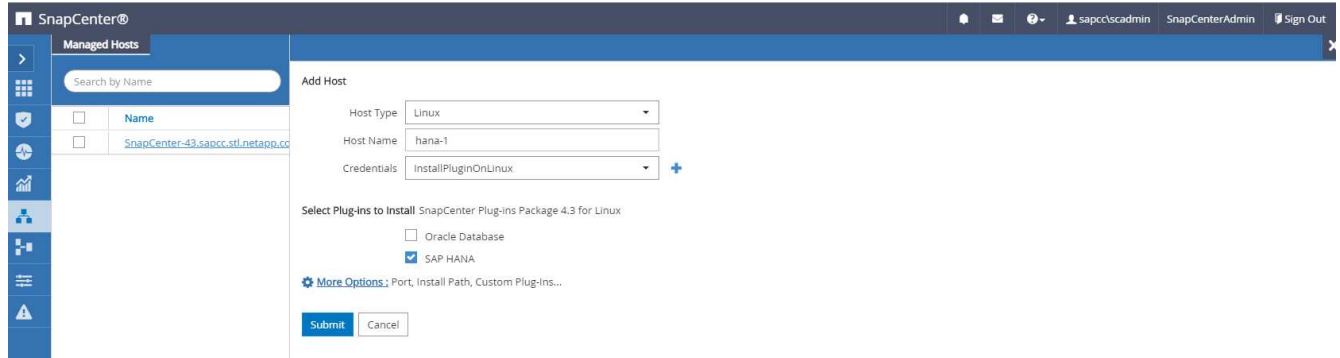 SnapCenter®
sapcc\scadmin SnapCenterAdmin Sign Out
Managed Hosts
Search by Name
Name
SnapCenter-43.sapcc.stl.netapp.co
Add Host
Host Type Linux
Host Name hana-1
Credentials InstallPluginOnLinux
Select Plug-ins to Install SnapCenter Plug-ins Package 4.3 for Linux
Oracle Database
SAP HANA
More Options : Port, Install Path, Custom Plug-Ins...
Submit Cancel